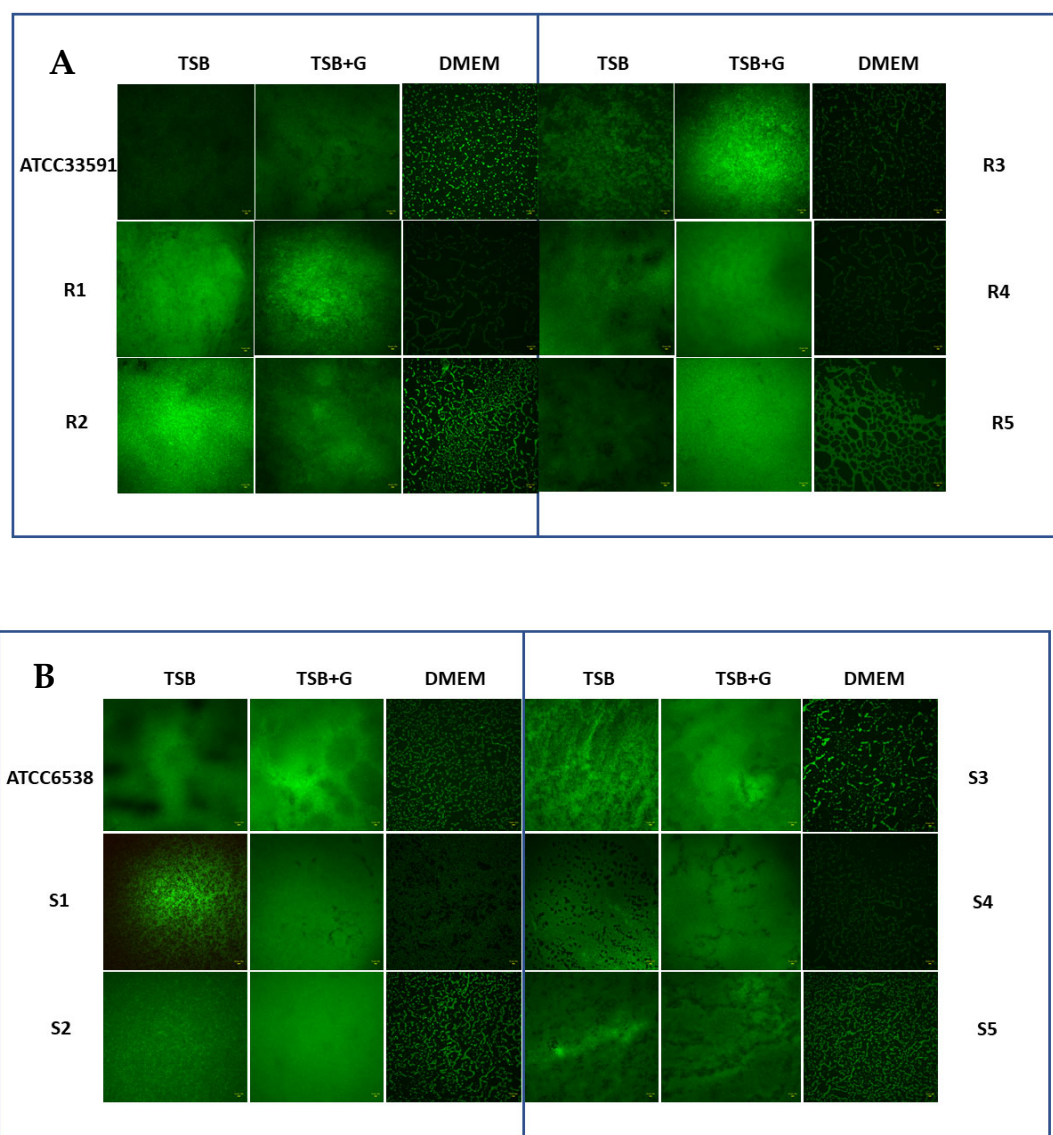 A
TSB TSB+G DMEM TSB TSB+G DMEM
ATCC33591 R3
R1 R4
R2 R5
B
TSB TSB+G DMEM TSB TSB+G DMEM
ATCC6538 S3
S1 S4
S2 S5